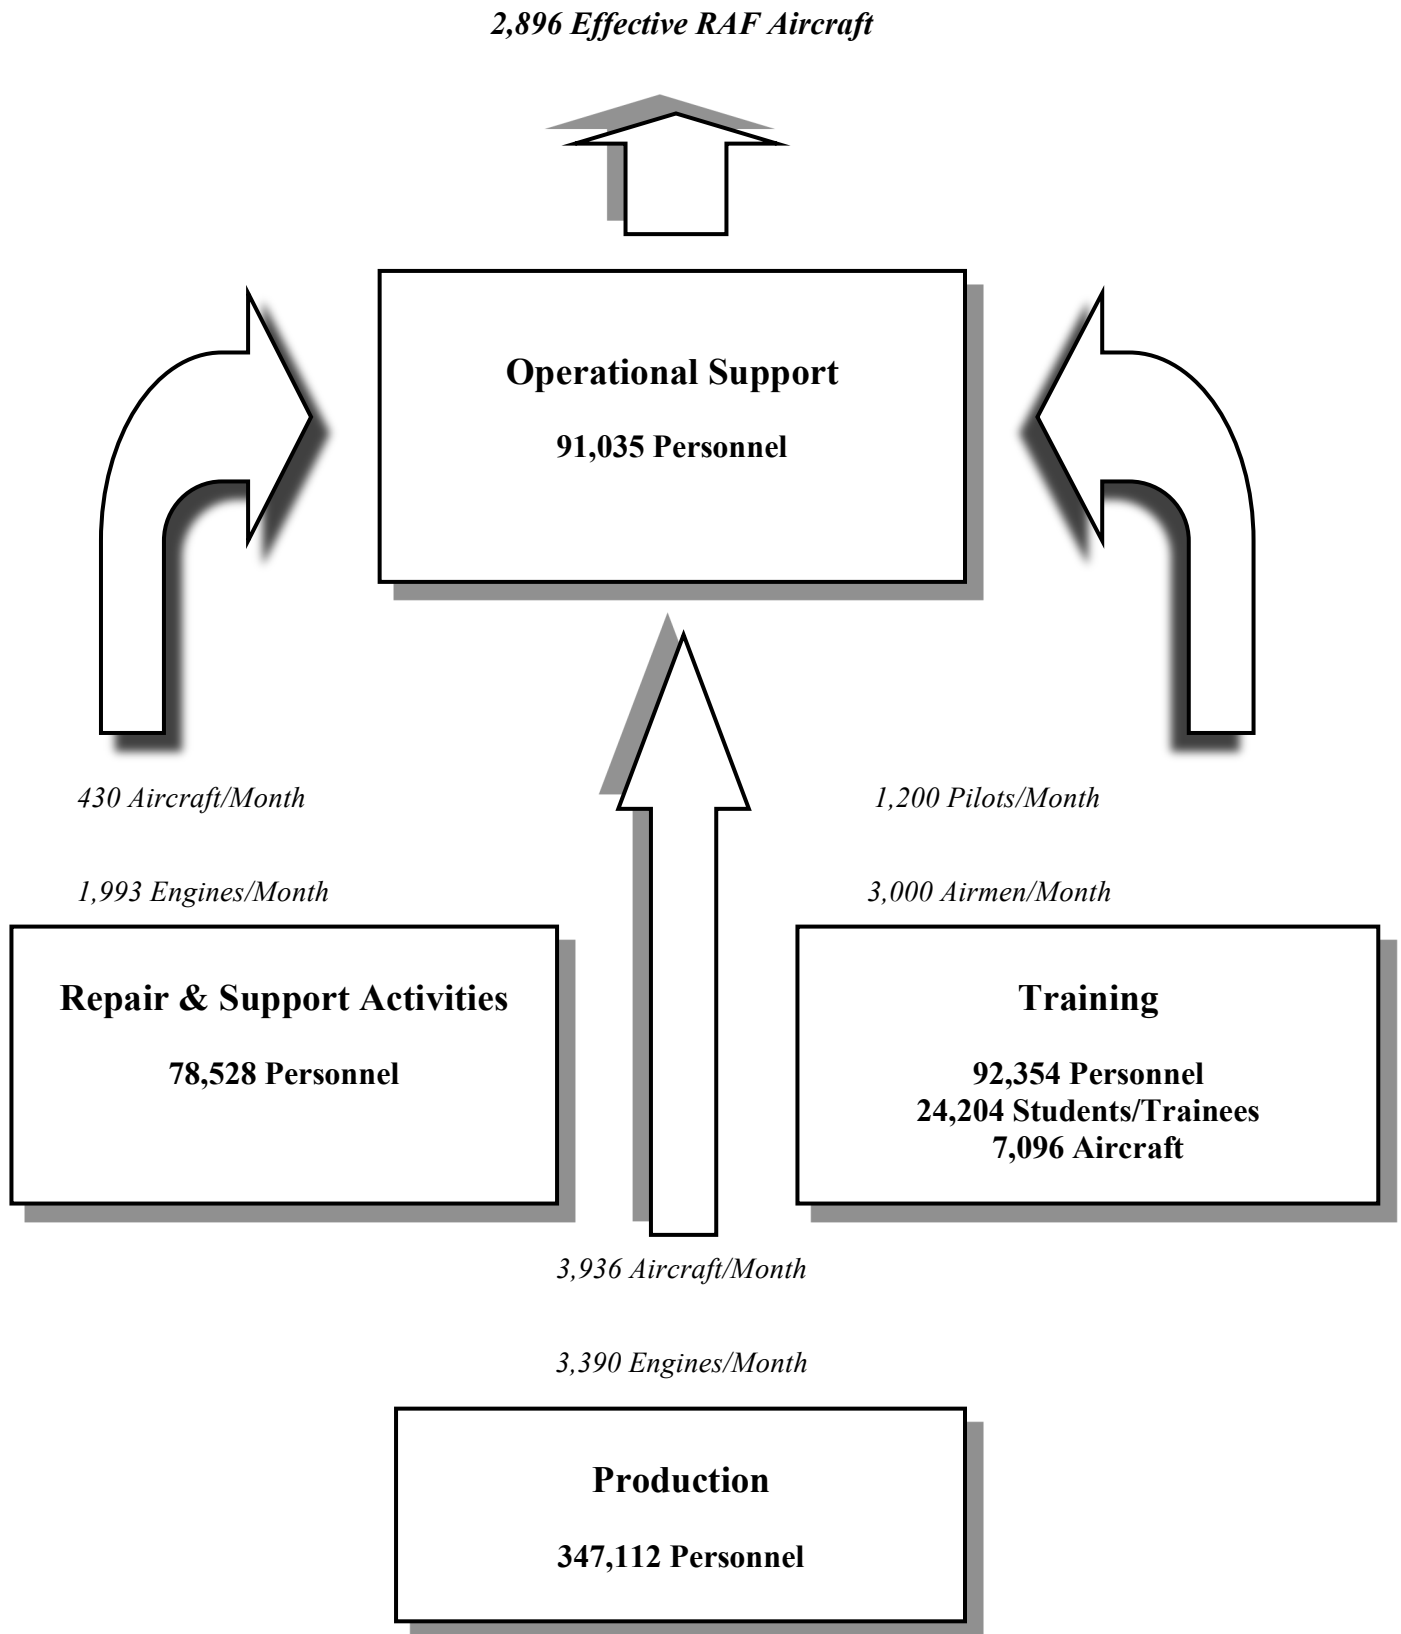 2,896 Effective RAF Aircraft
Operational Support
91,035 Personnel
430 Aircraft/Month
1,993 Engines/Month
1,200 Pilots/Month
3,000 Airmen/Month
Repair & Support Activities
78,528 Personnel
Training
92,354 Personnel
24,204 Students/Trainees
7,096 Aircraft
3,936 Aircraft/Month
3,390 Engines/Month
Production
347,112 Personnel